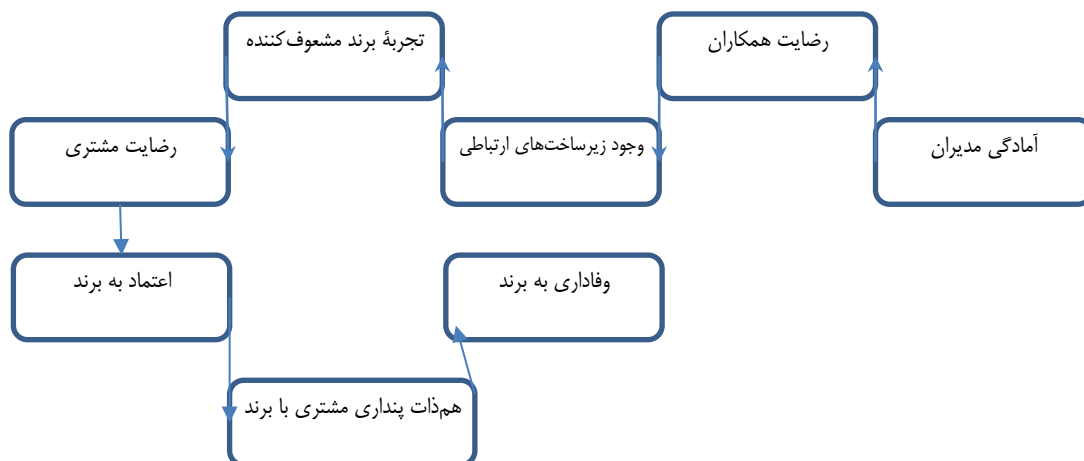 رضایت همکاران
تجربهٔ برند مشعوف‌کننده
آمادگی مدیران
وجود زیرساخت‌های ارتباطی
رضایت مشتری
وفاداری به برند
اعتماد به برند
هم‌ذات پنداری مشتری با برند